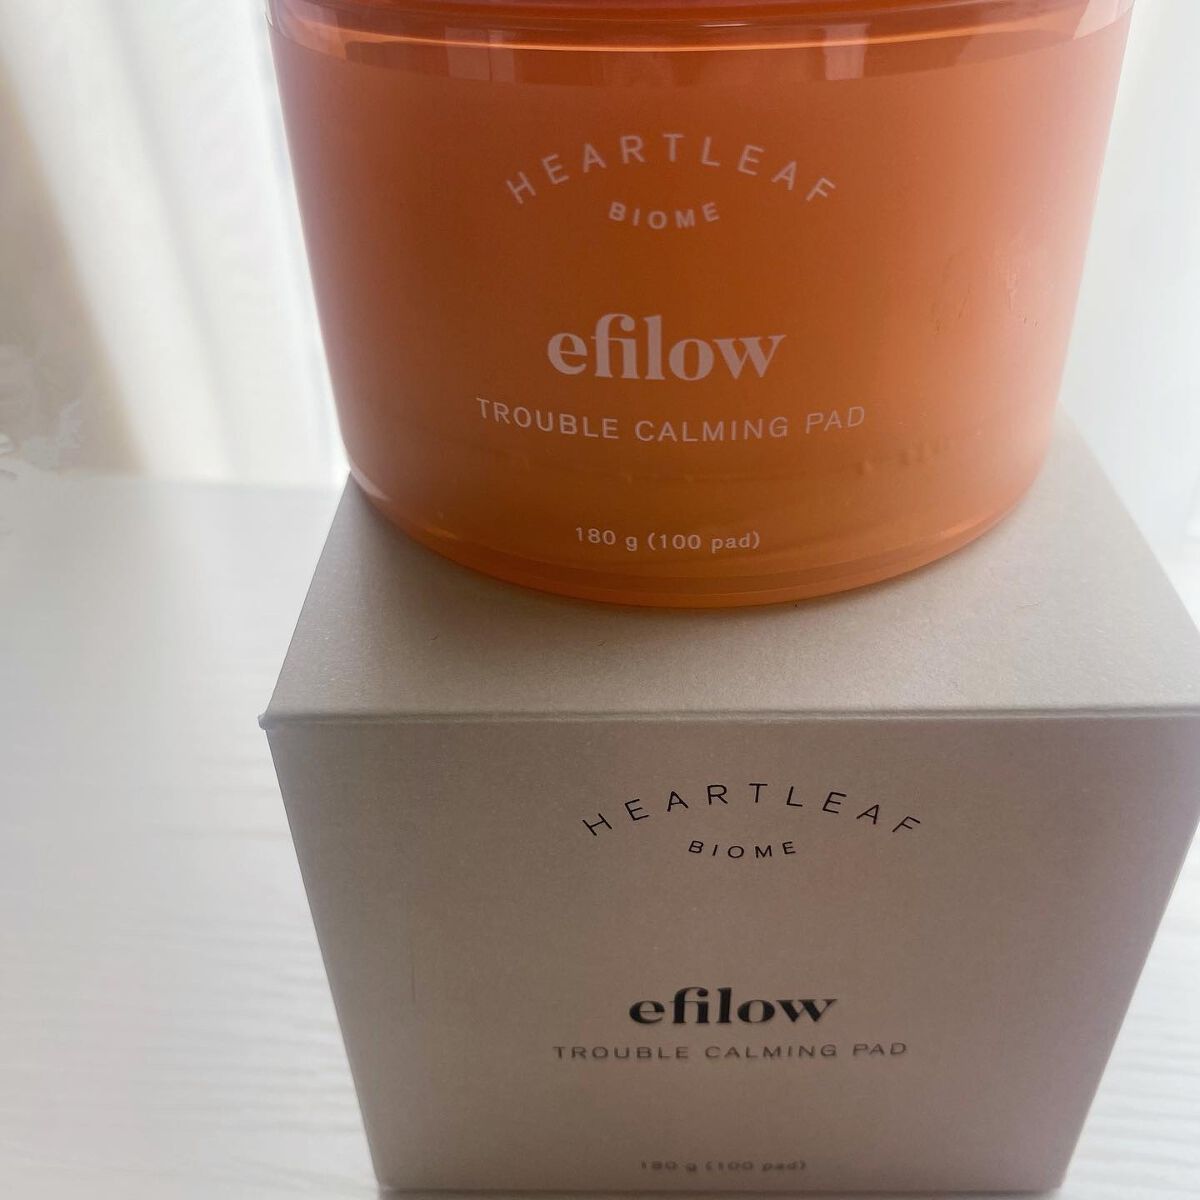 HEARTLEAF
BIOME
efilow
TROUBLE CALMING PAD
180 g (100 pad)
HEARTLEAF
BIOME
efilow
TROUBLE CALMING PAD
180 g (100 pad)